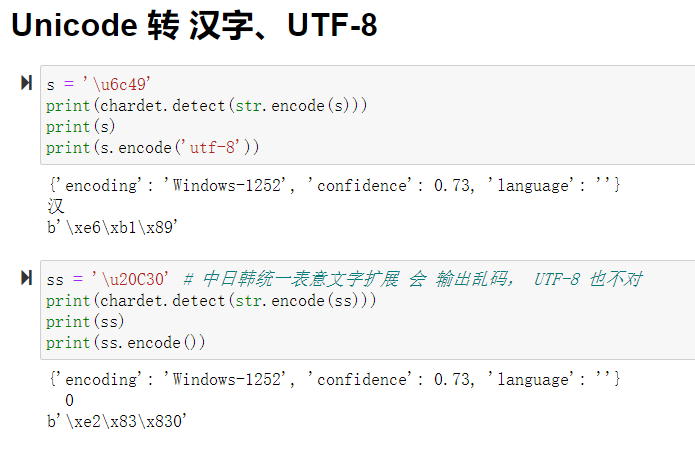 Unicode 转 汉字、UTF-8
s = '\u6c49'
print(chardet.detect(str.encode(s)))
print(s)
print(s.encode('utf-8'))
{'encoding': 'Windows-1252', 'confidence': 0.73, 'language': ''}
汉
b'\xe6\xb1\x89'
ss = '\u20C30' # 中日韩统一表意文字扩展 会 输出乱码， UTF-8 也不对
print(chardet.detect(str.encode(ss)))
print(ss)
print(ss.encode())
{'encoding': 'Windows-1252', 'confidence': 0.73, 'language': ''}
0
b'\xe2\x83\x830'